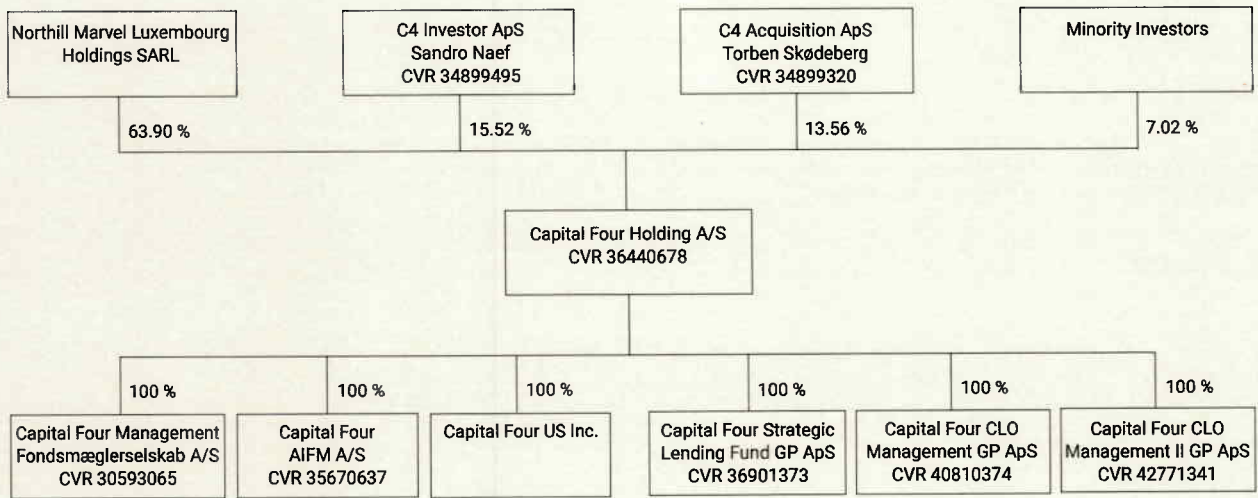 Northill Marvel Luxembourg
Holdings SARL
C4 Investor ApS
Sandro Naef
CVR 34899495
C4 Acquisition ApS
Torben Skødeberg
CVR 34899320
Minority Investors
63.90 %
15.52 %
13.56 %
7.02 %
Capital Four Holding A/S
CVR 36440678
100 %
100 %
100 %
100 %
100 %
100 %
Capital Four Management
Fondsmæglerselskab A/S
CVR 30593065
Capital Four
AIFM A/S
CVR 35670637
Capital Four US Inc.
Capital Four Strategic
Lending Fund GP ApS
CVR 36901373
Capital Four CLO
Management GP ApS
CVR 40810374
Capital Four CLO
Management II GP ApS
CVR 42771341